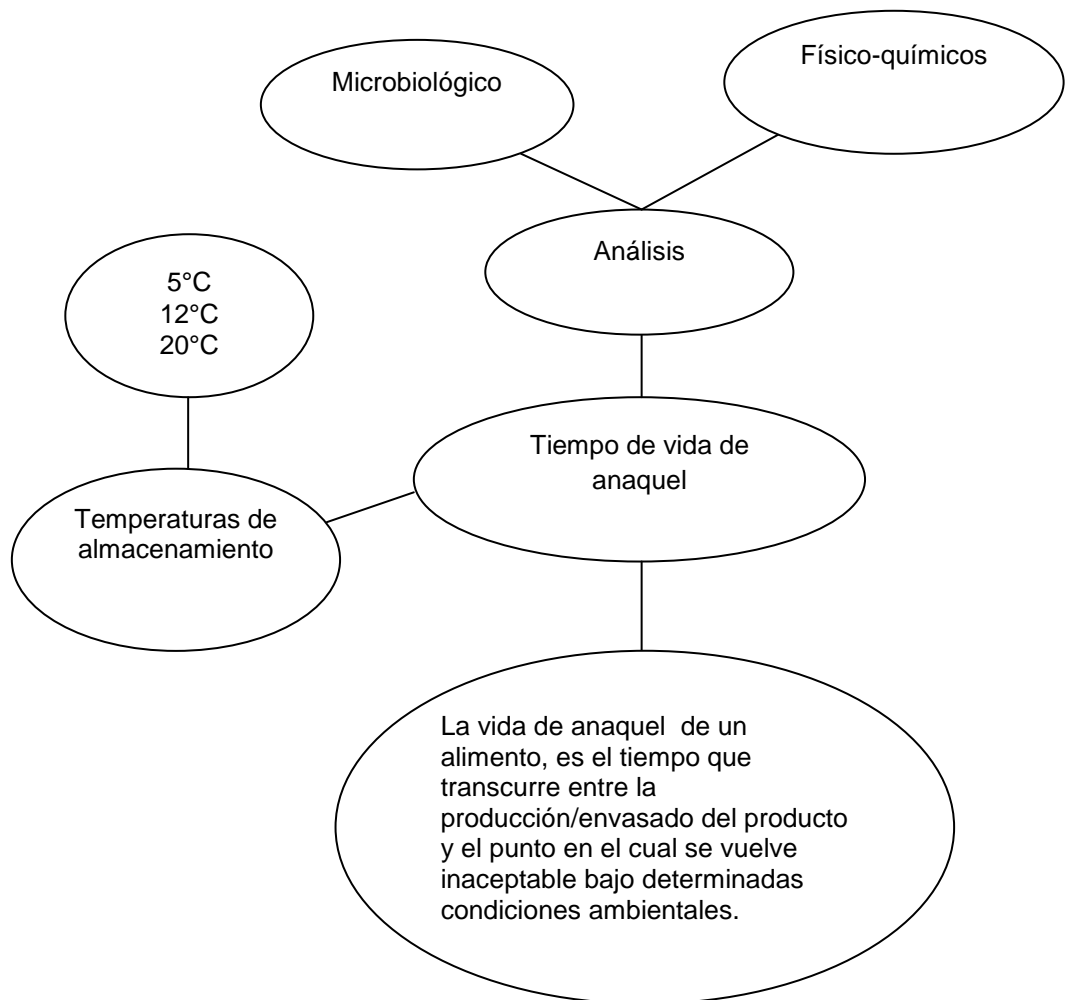 Microbiológico
Físico-químicos
Análisis
5°C
12°C
20°C
Tiempo de vida de
anaquel
Temperaturas de
almacenamiento
La vida de anaquel  de un
alimento, es el tiempo que
transcurre entre la
producción/envasado del producto
y el punto en el cual se vuelve
inaceptable bajo determinadas
condiciones ambientales.